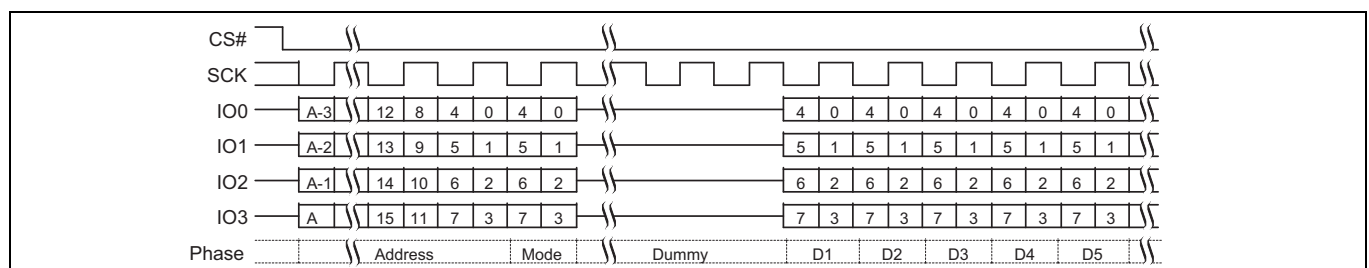 CS#
SCK
IO0 A-3 12 8 4 0 4 0 4 0 4 0 4 0 4 0 4 0
IO1 A-2 13 9 5 1 5 1 5 1 5 1 5 1 5 1 5 1
IO2 A-1 14 10 6 2 6 2 6 2 6 2 6 2 6 2 6 2
IO3 A 15 11 7 3 7 3 7 3 7 3 7 3 7 3 7 3
Phase Address Mode Dummy D1 D2 D3 D4 D5